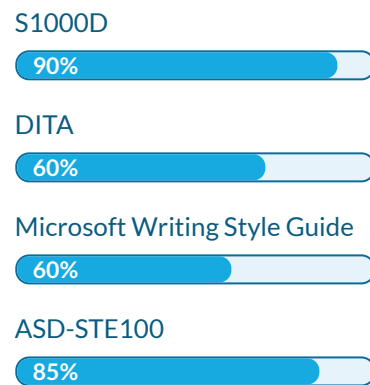 S1000D
90%
DITA
60%
Microsoft Writing Style Guide
60%
ASD-STE100
85%